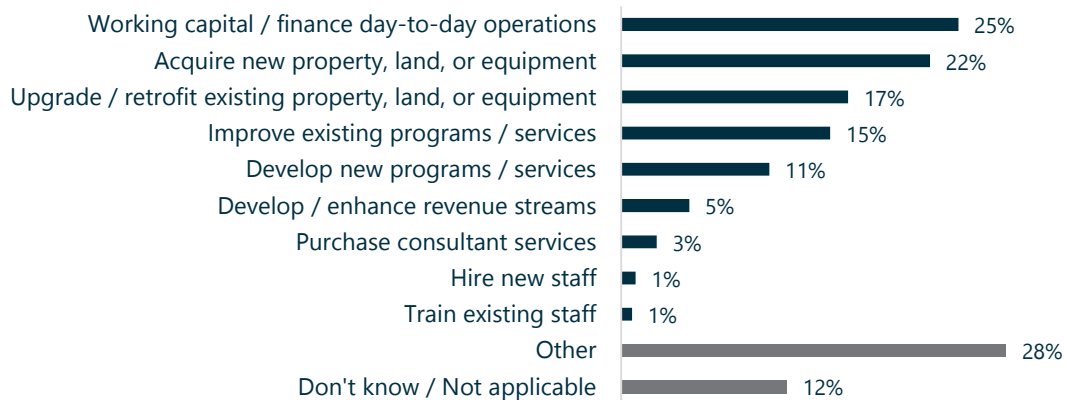 Working capital / finance day-to-day operations 25%
Acquire new property, land, or equipment 22%
Upgrade / retrofit existing property, land, or equipment 17%
Improve existing programs / services 15%
Develop new programs / services 11%
Develop / enhance revenue streams 5%
Purchase consultant services 3%
Hire new staff 1%
Train existing staff 1%
Other 28%
Don't know / Not applicable 12%